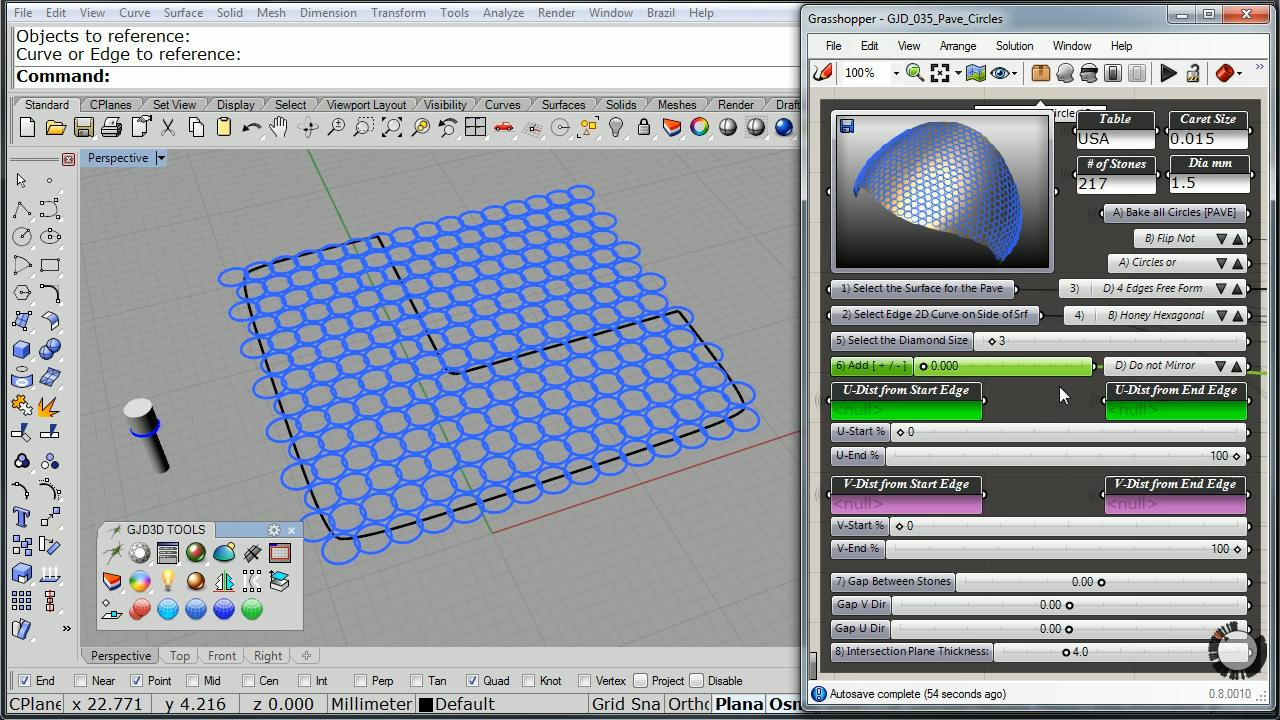 File Edit View Curve Surface Solid Mesh Dimension Transform Tools Analyze Render Window Brazil Help
Objects to reference:
Curve or Edge to reference:
Command:
Standard CPlanes Set View Display Select Viewport Layout Visibility Curves Surfaces Solids Meshes Render Draft
Perspective
GJD3D TOOLS
Perspective Top Front Right
End Near Point Mid Cen Int Perp Tan Quad Knot Vertex Project Disable
CPlane x 22.771 y 4.216 z 0.000 Millimeter Default Grid Sna Ortho Plana Osn
Grasshopper - GJD_035_Pave_Circles
File Edit View Arrange Solution Window Help
100%
Table
USA
Caret Size
0.015
# of Stones
217
Dia mm
1.5
A) Bake all Circles [PAVE]
B) Flip Not
A) Circles or
1) Select the Surface for the Pave
3) D) 4 Edges Free Form
2) Select Edge 2D Curve on Side of Srf
4) B) Honey Hexagonal
5) Select the Diamond Size 3
6) Add [ + / - ] 0.000
D) Do not Mirror
U-Dist from Start Edge
<null>
U-Dist from End Edge
<null>
U-Start % 0
U-End % 100
V-Dist from Start Edge
<null>
V-Dist from End Edge
<null>
V-Start % 0
V-End % 100
7) Gap Between Stones 0.00
Gap V Dir 0.00
Gap U Dir 0.00
8) Intersection Plane Thickness: 4.0
Autosave complete (54 seconds ago)
0.8.0010